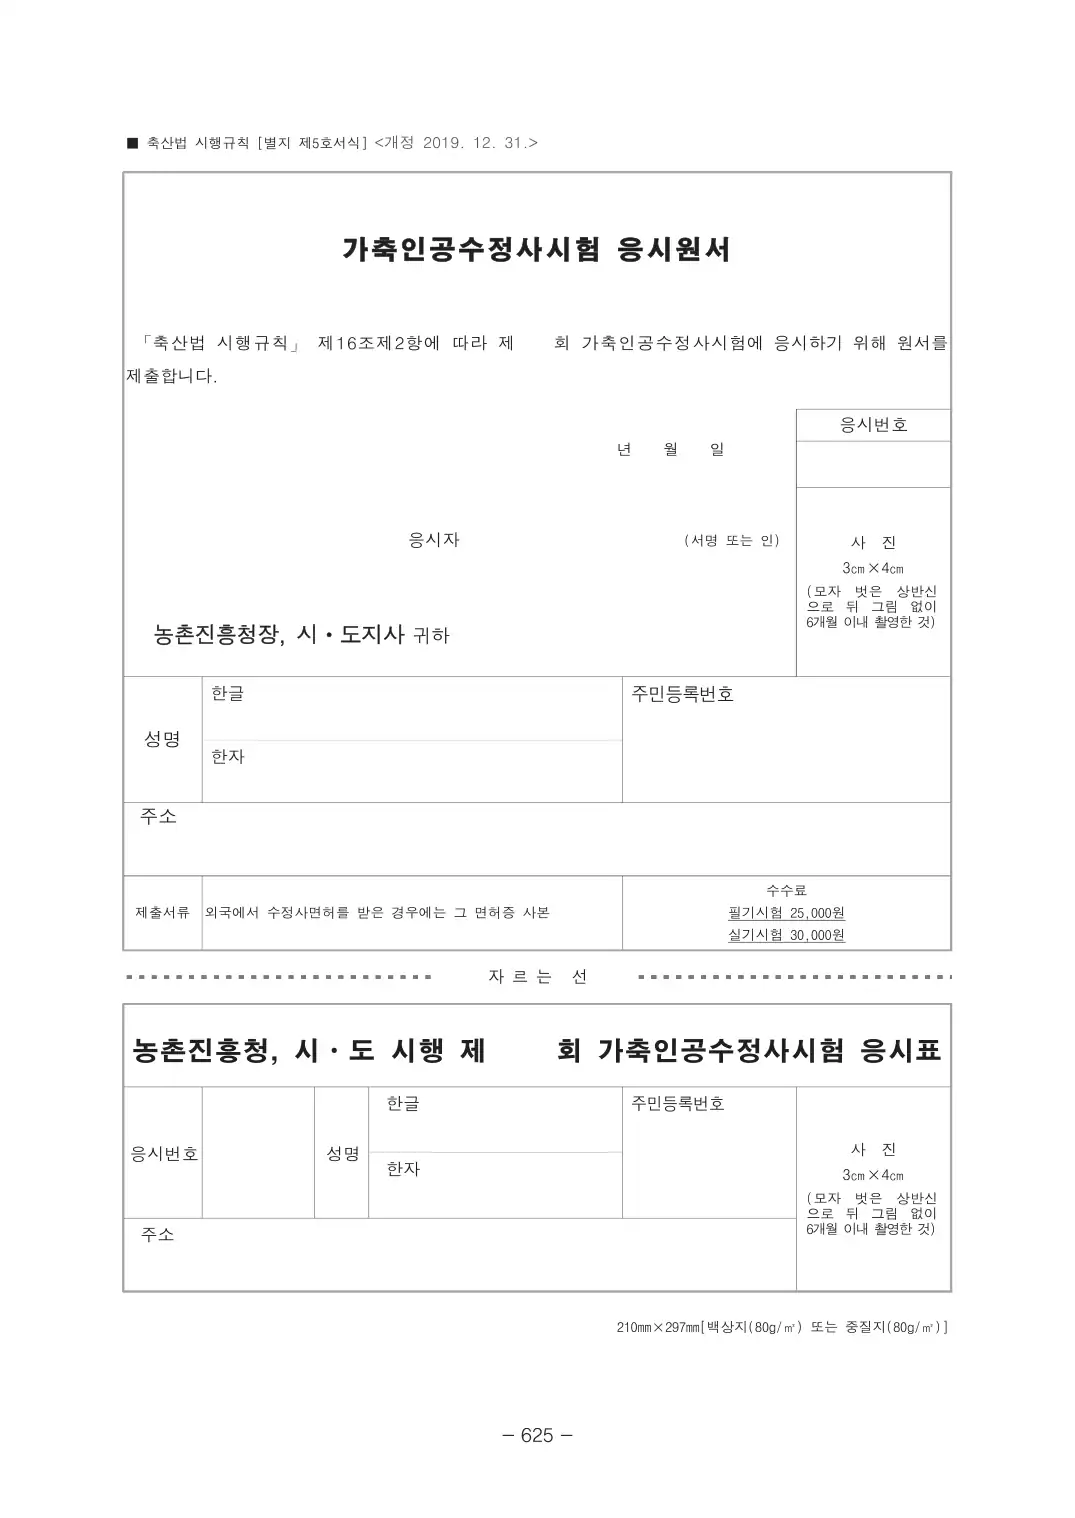 ■ 축산법 시행규칙 [별지 제5호서식] <개정 2019. 12. 31.>
가축인공수정사시험 응시원서
「축산법 시행규칙」 제16조제2항에 따라 제 회 가축인공수정사시험에 응시하기 위해 원서를
제출합니다.
응시번호
년 월 일
응시자 (서명 또는 인)
사 진
3㎝×4㎝
(모자 벗은 상반신
으로 뒤 그림 없이
6개월 이내 촬영한 것)
농촌진흥청장, 시·도지사 귀하
성명
한글
한자
주민등록번호
주소
제출서류
외국에서 수정사면허를 받은 경우에는 그 면허증 사본
수수료
필기시험 25,000원
실기시험 30,000원
자 르 는 선
농촌진흥청, 시·도 시행 제 회 가축인공수정사시험 응시표
응시번호
성명
한글
한자
주민등록번호
사 진
3㎝×4㎝
(모자 벗은 상반신
으로 뒤 그림 없이
6개월 이내 촬영한 것)
주소
210㎜×297㎜[백상지(80g/㎡) 또는 중질지(80g/㎡)]
- 625 -